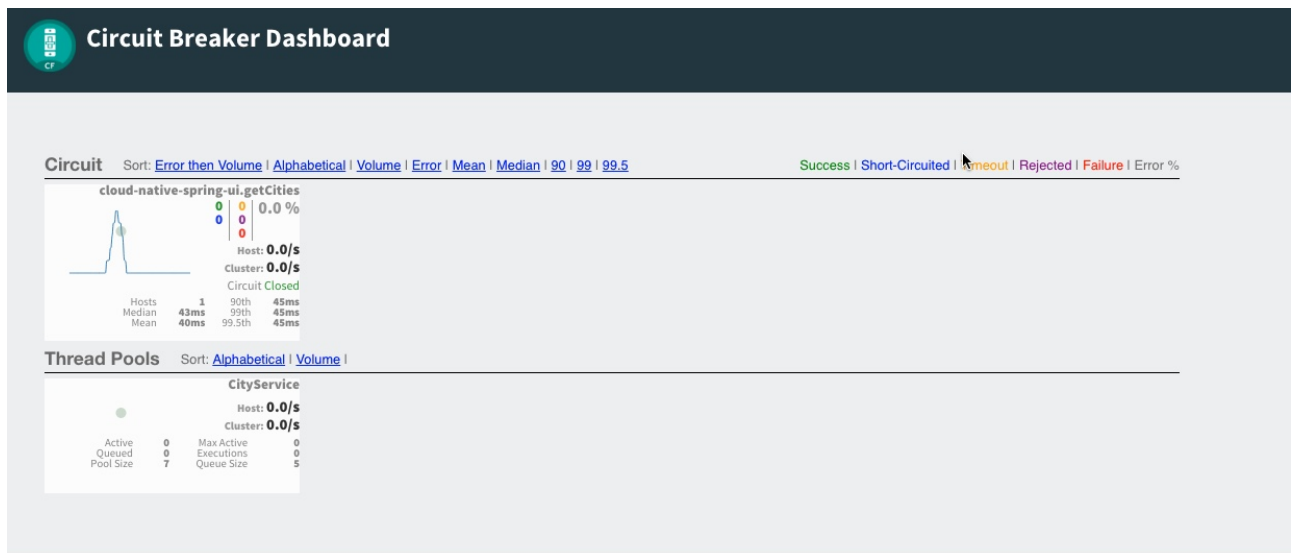 Circuit Breaker Dashboard
CF
Circuit Sort: Error then Volume | Alphabetical | Volume | Error | Mean | Median | 90 | 99 | 99.5 Success | Short-Circuited | Timeout | Rejected | Failure | Error %
cloud-native-spring-ui.getCities
0 0 0.0 %
0 0
0
Host: 0.0/s
Cluster: 0.0/s
Circuit Closed
Hosts 1 90th 45ms
Median 43ms 99th 45ms
Mean 40ms 99.5th 45ms
Thread Pools Sort: Alphabetical | Volume |
CityService
Host: 0.0/s
Cluster: 0.0/s
Active 0 Max Active 0
Queued 0 Executions 0
Pool Size 7 Queue Size 5